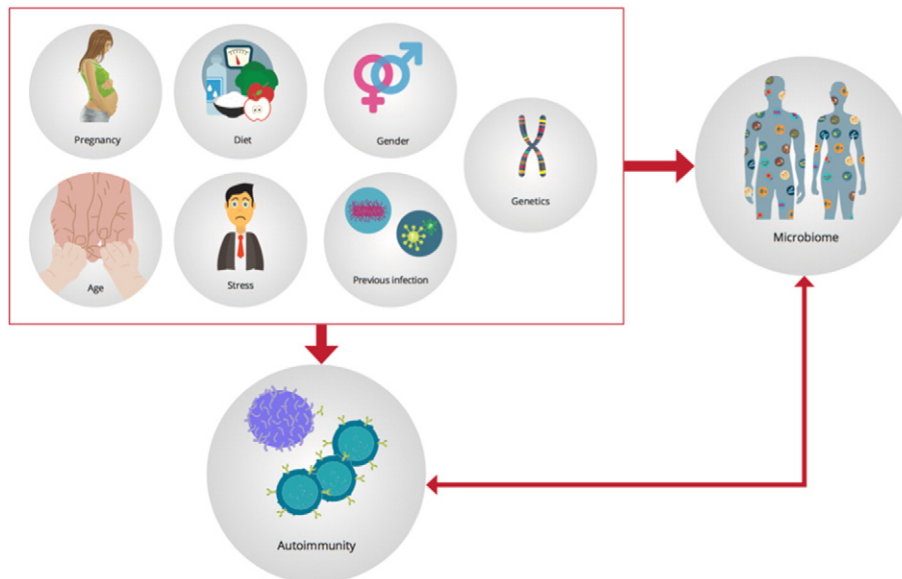 Pregnancy
Diet
Gender
Genetics
Age
Stress
Previous infection
Microbiome
Autoimmunity